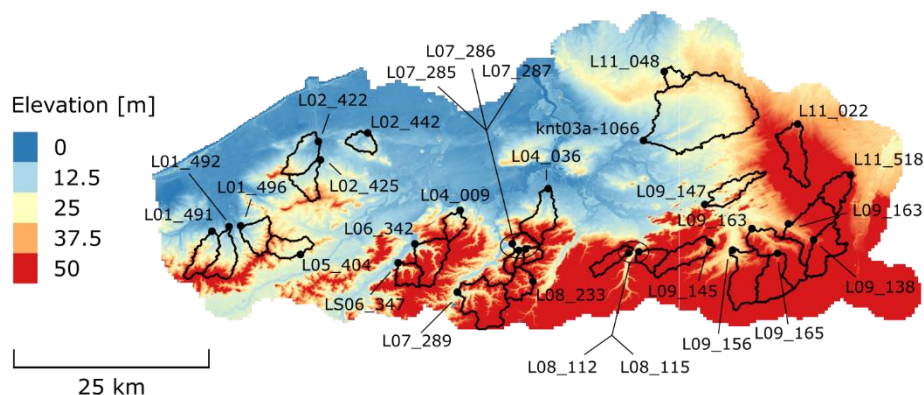 L07_286
L07_285
L07_287
L11_048
Elevation [m]
L02_422
L11_022
L02_442
knt03a-1066
0
L01_492
L04_036
L11_518
12.5
L01_496
L02_425
L09_147
25
L01_491
L04_009
L09_163
L09_163
37.5
L06_342
50
L05_404
LS06_347
L08_233
L09_145
L09_138
L07_289
L09_165
L09_156
25 km
L08_112
L08_115